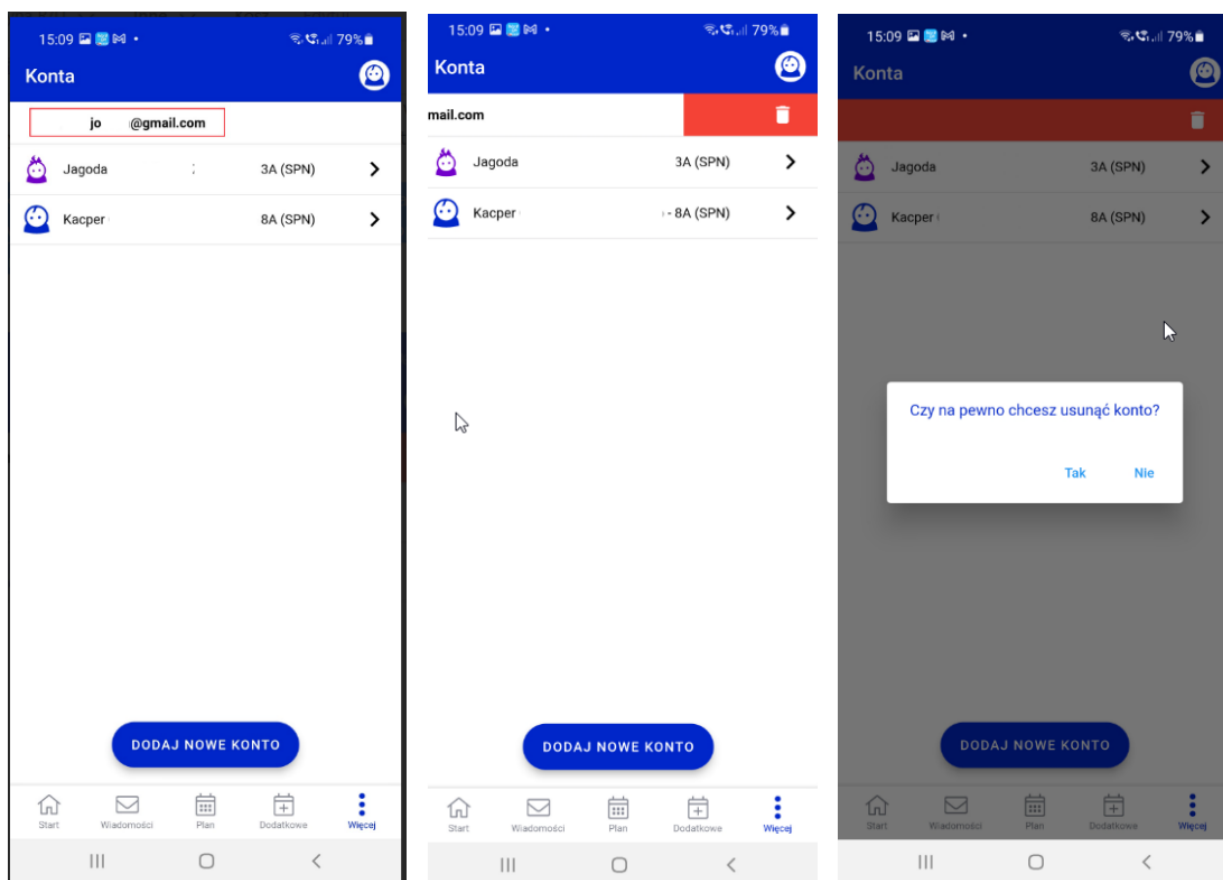 15:09 79%
Konta
jo @gmail.com
Jagoda 3A (SPN)
Kacper 8A (SPN)
DODAJ NOWE KONTO
Start Wiadomości Plan Dodatkowe Więcej
15:09 79%
Konta
mail.com
Jagoda 3A (SPN)
Kacper - 8A (SPN)
DODAJ NOWE KONTO
Start Wiadomości Plan Dodatkowe Więcej
15:09 79%
Konta
Jagoda 3A (SPN)
Kacper 8A (SPN)
Czy na pewno chcesz usunąć konto?
Tak Nie
DODAJ NOWE KONTO
Start Wiadomości Plan Dodatkowe Więcej